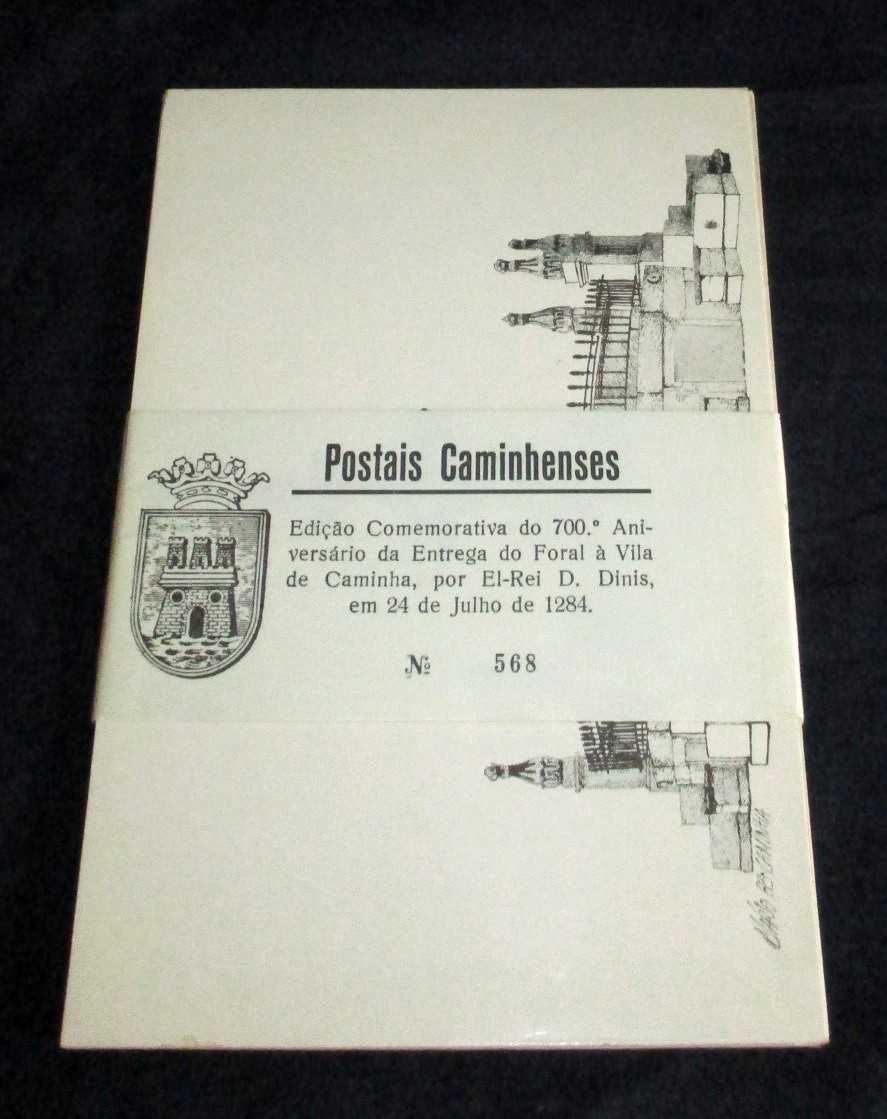 Postais Caminhenses
Edição Comemorativa do 700.º Ani-
versário da Entrega do Foral à Vila
de Caminha, por El-Rei D. Dinis,
em 24 de Julho de 1284.
№ 568
CAMINHA